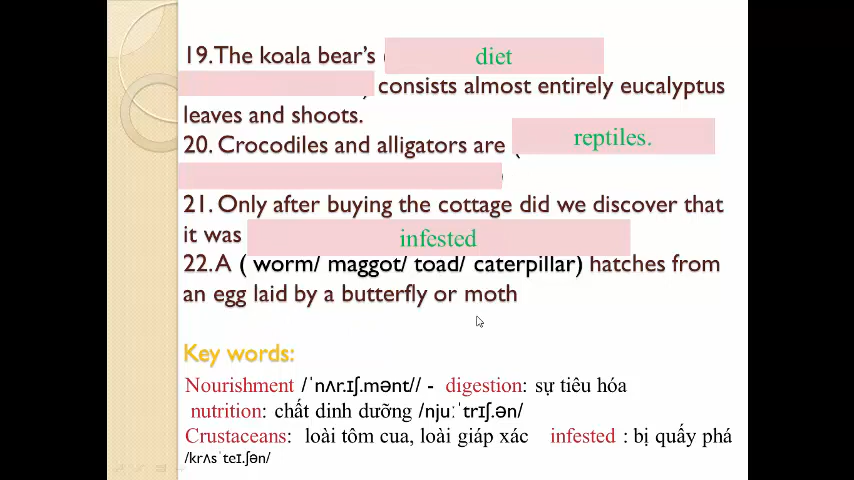 19.The koala bear's ( diet
) consists almost entirely eucalyptus
leaves and shoots.
20. Crocodiles and alligators are ( reptiles.
)
21. Only after buying the cottage did we discover that
it was infested
22. A ( worm/ maggot/ toad/ caterpillar) hatches from
an egg laid by a butterfly or moth
Key words:
Nourishment /ˈnʌr.ɪʃ.mənt// - digestion: sự tiêu hóa
nutrition: chất dinh dưỡng /njuːˈtrɪʃ.ən/
Crustaceans: loài tôm cua, loài giáp xác infested : bị quấy phá
/krʌsˈteɪ.ʃən/